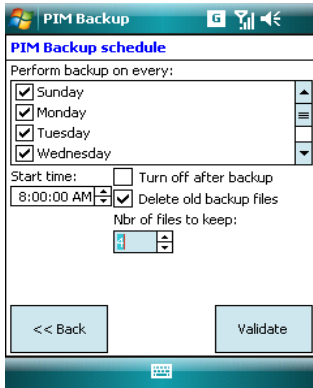 PIM Backup G
PIM Backup schedule
Perform backup on every:
Sunday
Monday
Tuesday
Wednesday
Start time: Turn off after backup
8:00:00 AM Delete old backup files
Nbr of files to keep:
4
<< Back Validate